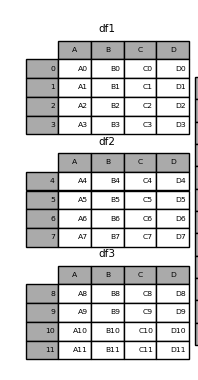 df1
A B C D
0 A0 B0 C0 D0
1 A1 B1 C1 D1
2 A2 B2 C2 D2
3 A3 B3 C3 D3
df2
A B C D
4 A4 B4 C4 D4
5 A5 B5 C5 D5
6 A6 B6 C6 D6
7 A7 B7 C7 D7
df3
A B C D
8 A8 B8 C8 D8
9 A9 B9 C9 D9
10 A10 B10 C10 D10
11 A11 B11 C11 D11